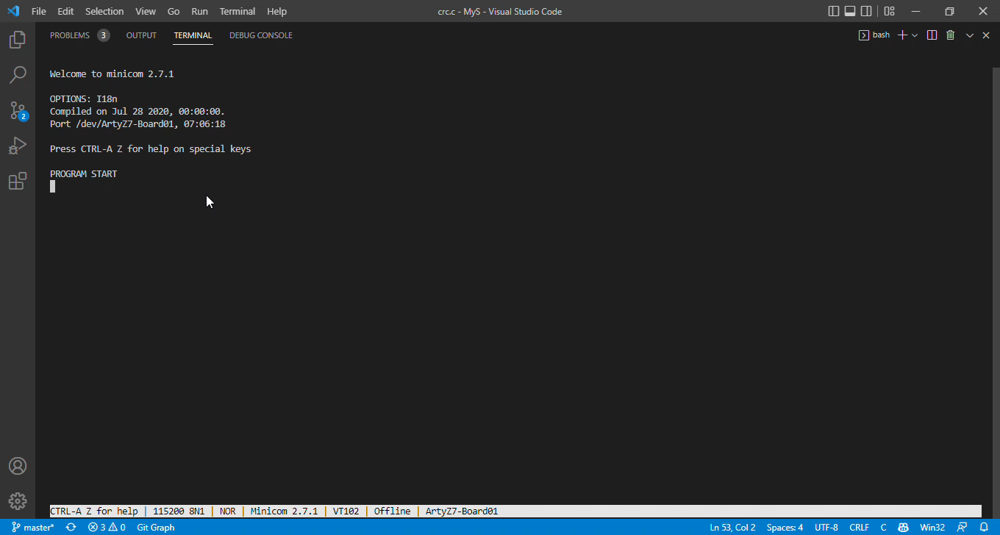 File Edit Selection View Go Run Terminal Help crc.c - MyS - Visual Studio Code
PROBLEMS 3 OUTPUT TERMINAL DEBUG CONSOLE bash
Welcome to minicom 2.7.1
OPTIONS: I18n
Compiled on Jul 28 2020, 00:00:00.
Port /dev/ArtyZ7-Board01, 07:06:18
Press CTRL-A Z for help on special keys
PROGRAM START
2
CTRL-A Z for help | 115200 8N1 | NOR | Minicom 2.7.1 | VT102 | Offline | ArtyZ7-Board01
master* 3 0 Git Graph Ln 53, Col 2 Spaces: 4 UTF-8 CRLF C Win32